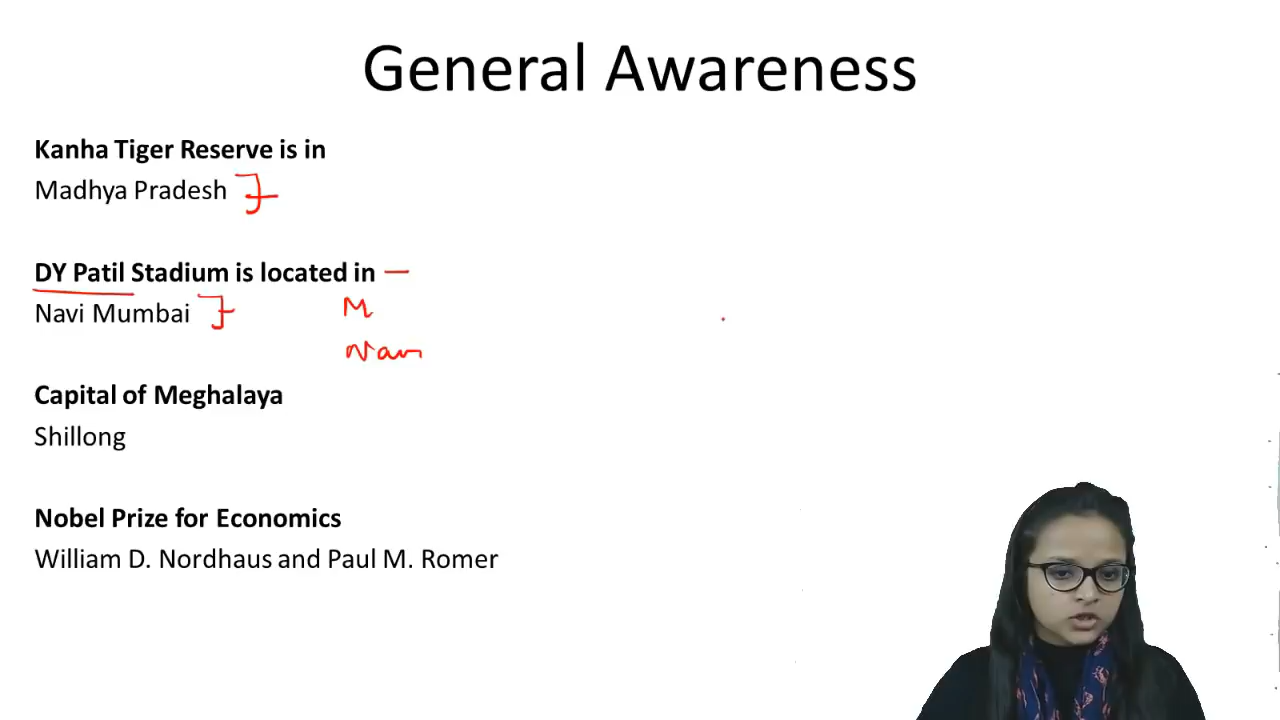 General Awareness
Kanha Tiger Reserve is in
Madhya Pradesh
DY Patil Stadium is located in
Navi Mumbai
M
Nav
Capital of Meghalaya
Shillong
Nobel Prize for Economics
William D. Nordhaus and Paul M. Romer